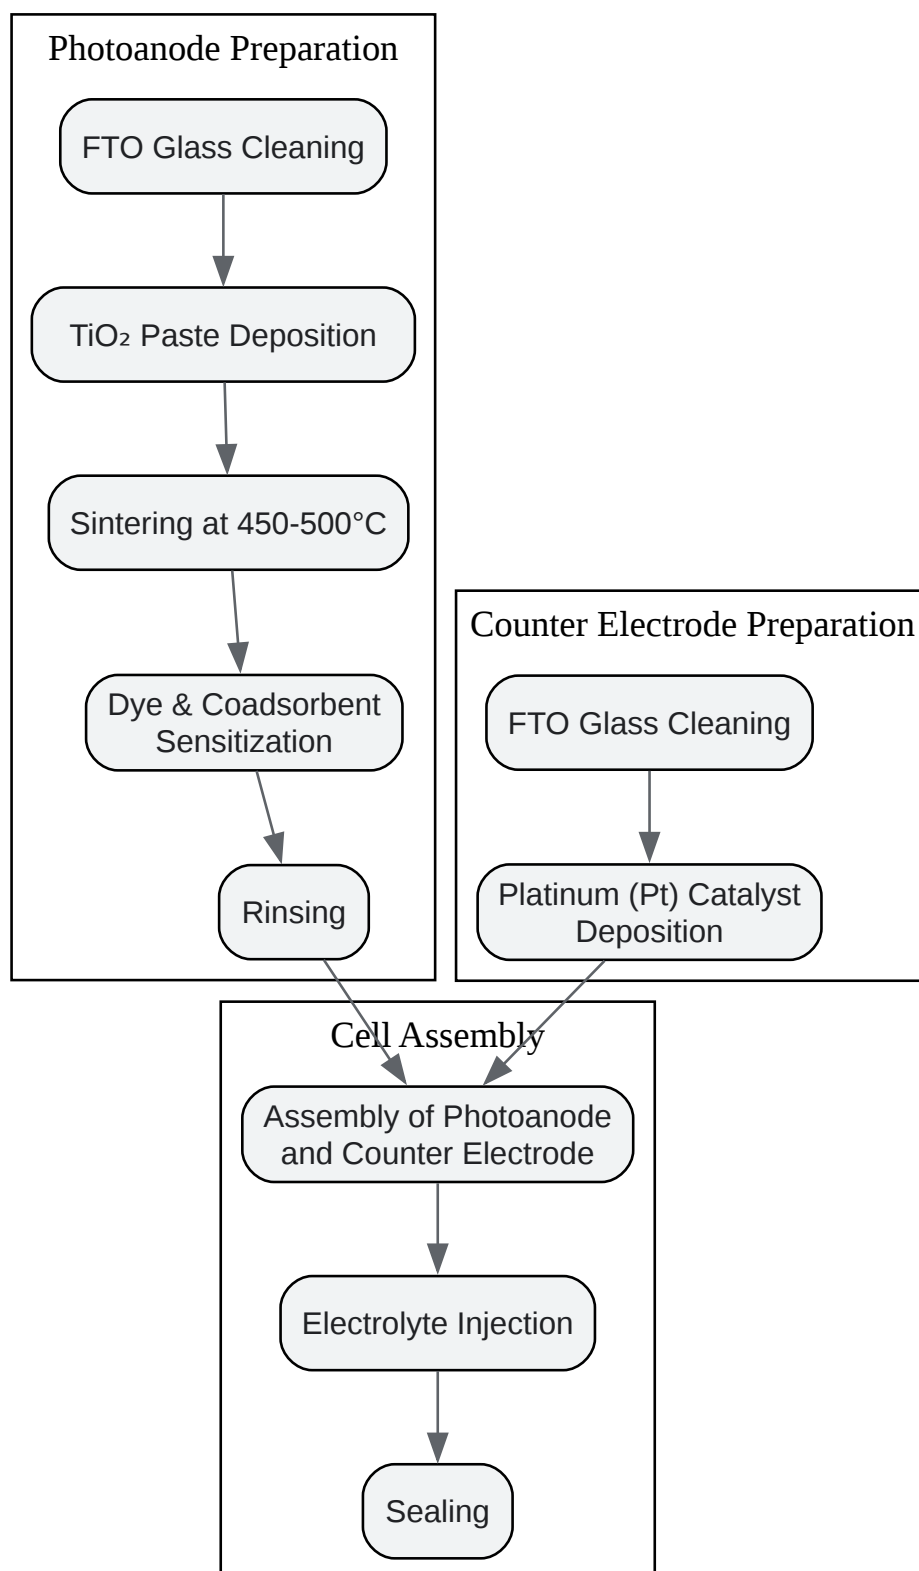 Photoanode Preparation
FTO Glass Cleaning
TiO₂ Paste Deposition
Sintering at 450-500°C
Dye & Coadsorbent
Sensitization
Rinsing
Counter Electrode Preparation
FTO Glass Cleaning
Platinum (Pt) Catalyst
Deposition
Cell Assembly
Assembly of Photoanode
and Counter Electrode
Electrolyte Injection
Sealing